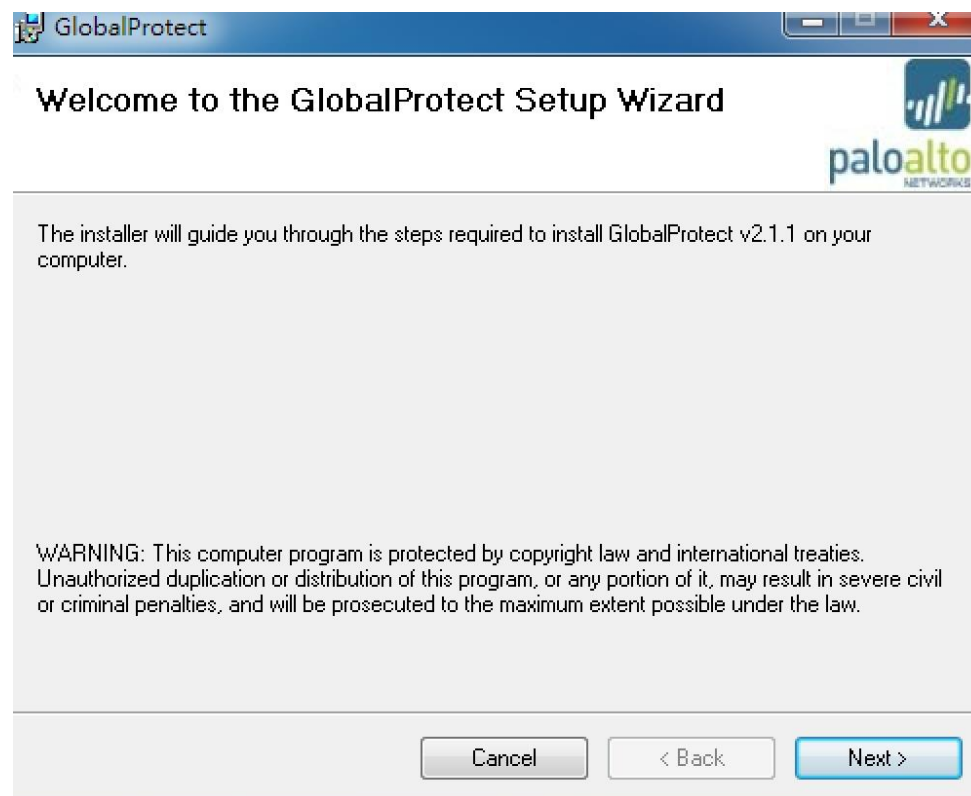 GlobalProtect
Welcome to the GlobalProtect Setup Wizard
paloalto
NETWORKS
The installer will guide you through the steps required to install GlobalProtect v2.1.1 on your
computer.
WARNING: This computer program is protected by copyright law and international treaties.
Unauthorized duplication or distribution of this program, or any portion of it, may result in severe civil
or criminal penalties, and will be prosecuted to the maximum extent possible under the law.
Cancel
< Back
Next >